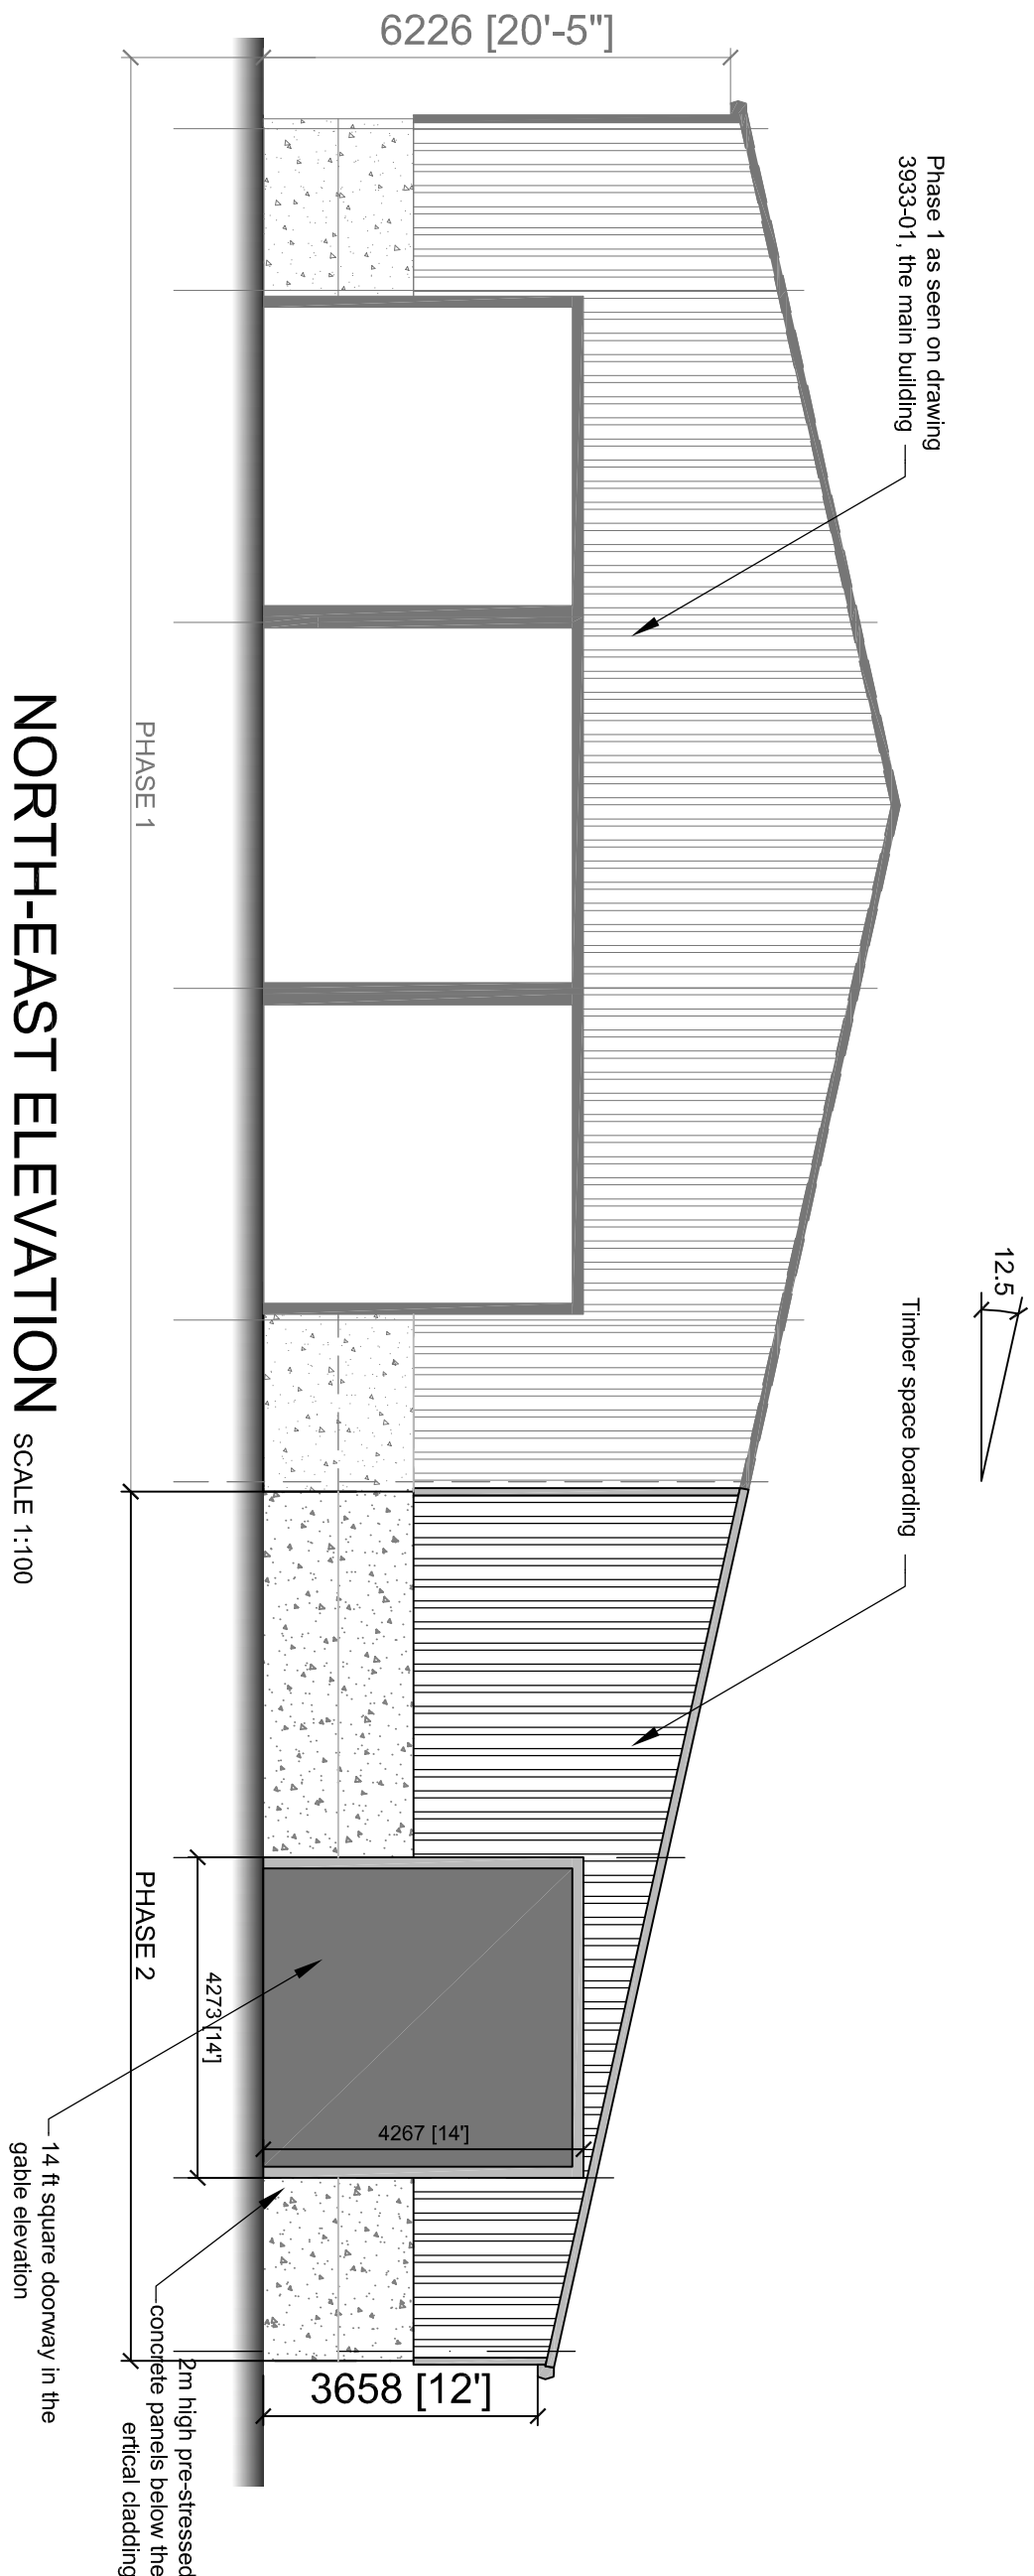 6226 [20'-5"]
Phase 1 as seen on drawing
3933-01, the main building
12.5
Timber space boarding
PHASE 1
PHASE 2
4273 [14']
4267 [14']
3658 [12']
14 ft square doorway in the
gable elevation
2m high pre-stressed
concrete panels below the
ertical cladding
NORTH-EAST ELEVATION SCALE 1:100